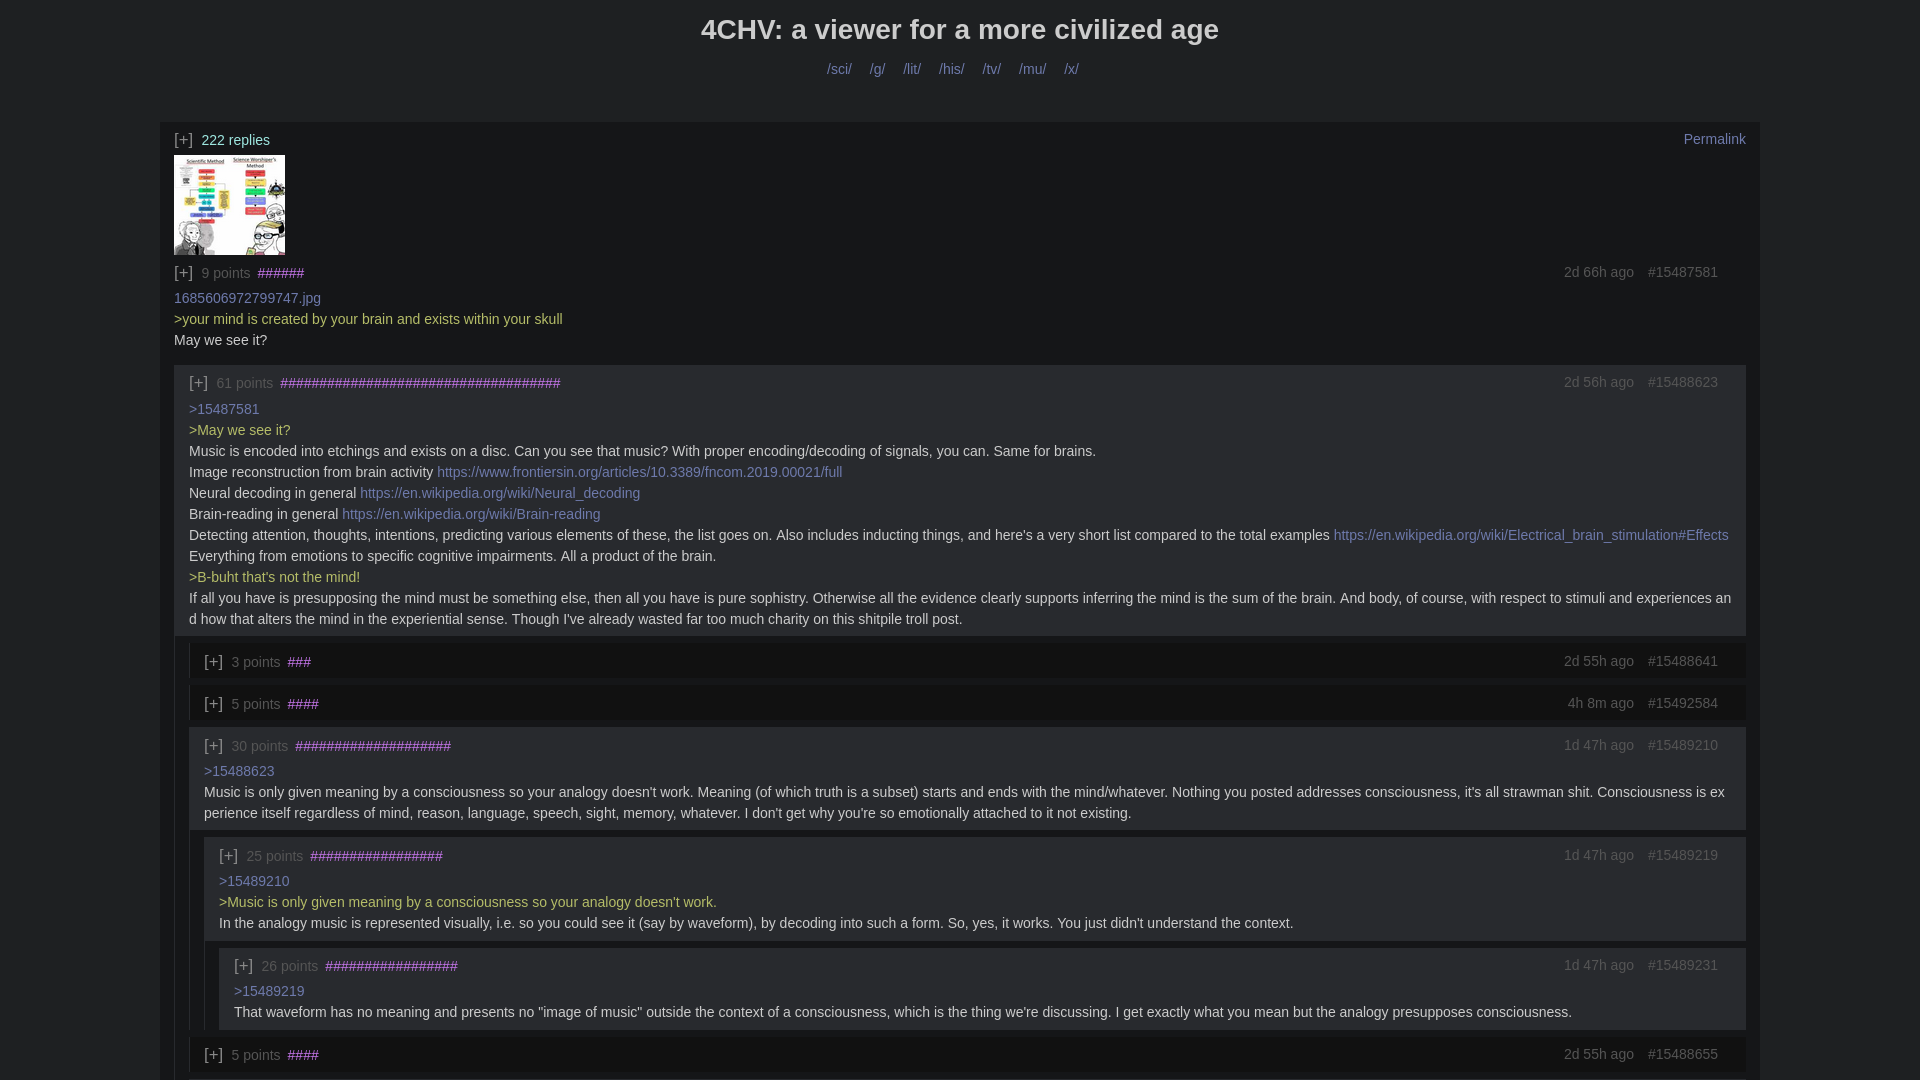 4CHV: a viewer for a more civilized age
/sci/ /g/ /lit/ /his/ /tv/ /mu/ /x/
[+] 222 replies Permalink
Scientific Method Science Worshiper's
Method
[+] 9 points ###### 2d 66h ago #15487581
1685606972799747.jpg
>your mind is created by your brain and exists within your skull
May we see it?
[+] 61 points #################################### 2d 56h ago #15488623
>15487581
>May we see it?
Music is encoded into etchings and exists on a disc. Can you see that music? With proper encoding/decoding of signals, you can. Same for brains.
Image reconstruction from brain activity https://www.frontiersin.org/articles/10.3389/fncom.2019.00021/full
Neural decoding in general https://en.wikipedia.org/wiki/Neural_decoding
Brain-reading in general https://en.wikipedia.org/wiki/Brain-reading
Detecting attention, thoughts, intentions, predicting various elements of these, the list goes on. Also includes inducting things, and here's a very short list compared to the total examples https://en.wikipedia.org/wiki/Electrical_brain_stimulation#Effects
Everything from emotions to specific cognitive impairments. All a product of the brain.
>B-buht that's not the mind!
If all you have is presupposing the mind must be something else, then all you have is pure sophistry. Otherwise all the evidence clearly supports inferring the mind is the sum of the brain. And body, of course, with respect to stimuli and experiences an
d how that alters the mind in the experiential sense. Though I've already wasted far too much charity on this shitpile troll post.
[+] 3 points ### 2d 55h ago #15488641
[+] 5 points #### 4h 8m ago #15492584
[+] 30 points #################### 1d 47h ago #15489210
>15488623
Music is only given meaning by a consciousness so your analogy doesn't work. Meaning (of which truth is a subset) starts and ends with the mind/whatever. Nothing you posted addresses consciousness, it's all strawman shit. Consciousness is ex
perience itself regardless of mind, reason, language, speech, sight, memory, whatever. I don't get why you're so emotionally attached to it not existing.
[+] 25 points ################# 1d 47h ago #15489219
>15489210
>Music is only given meaning by a consciousness so your analogy doesn't work.
In the analogy music is represented visually, i.e. so you could see it (say by waveform), by decoding into such a form. So, yes, it works. You just didn't understand the context.
[+] 26 points ################# 1d 47h ago #15489231
>15489219
That waveform has no meaning and presents no "image of music" outside the context of a consciousness, which is the thing we're discussing. I get exactly what you mean but the analogy presupposes consciousness.
[+] 5 points #### 2d 55h ago #15488655